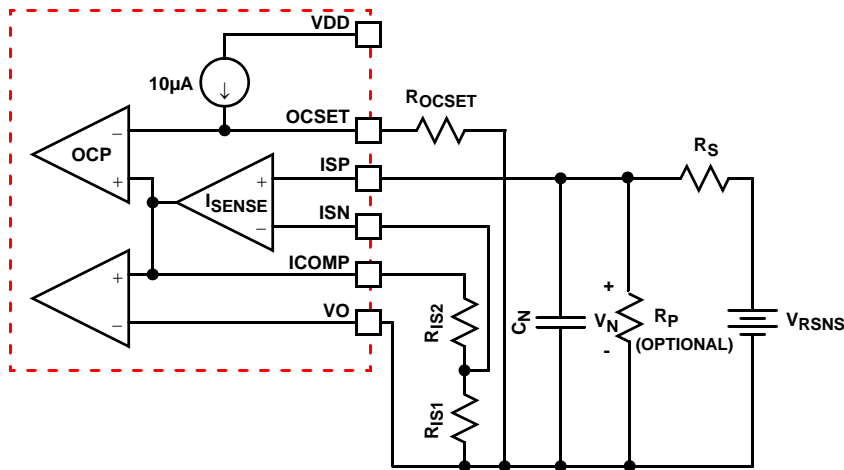 VDD
10µA
↓
OCSET
ROCSET
−
OCP
+
ISP
RS
+
ISENSE
−
ISN
ICOMP
+
−
VO
RIS2
RIS1
CN
+
VN
-
RP
(OPTIONAL)
VRSNS